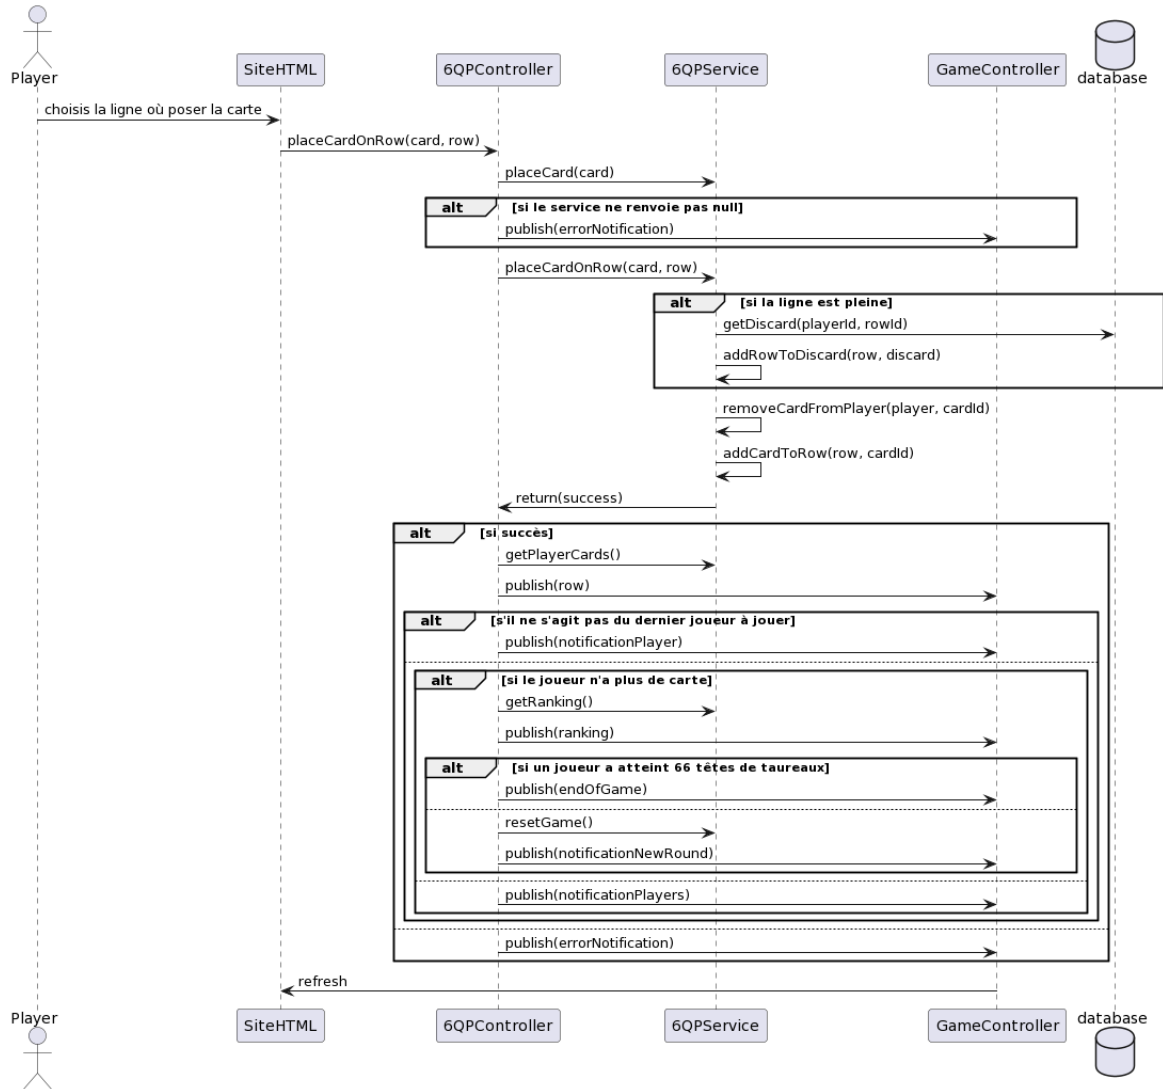 Player
SiteHTML
6QPController
6QPService
GameController
database
choisis la ligne où poser la carte
placeCardOnRow(card, row)
placeCard(card)
alt [si le service ne renvoie pas null]
publish(errorNotification)
placeCardOnRow(card, row)
alt [si la ligne est pleine]
getDiscard(playerId, rowId)
addRowToDiscard(row, discard)
removeCardFromPlayer(player, cardId)
addCardToRow(row, cardId)
return(success)
alt [si succès]
getPlayerCards()
publish(row)
alt [s'il ne s'agit pas du dernier joueur à jouer]
publish(notificationPlayer)
alt [si le joueur n'a plus de carte]
getRanking()
publish(ranking)
alt [si un joueur a atteint 66 têtes de taureaux]
publish(endOfGame)
resetGame()
publish(notificationNewRound)
publish(notificationPlayers)
publish(errorNotification)
refresh
Player
SiteHTML
6QPController
6QPService
GameController
database